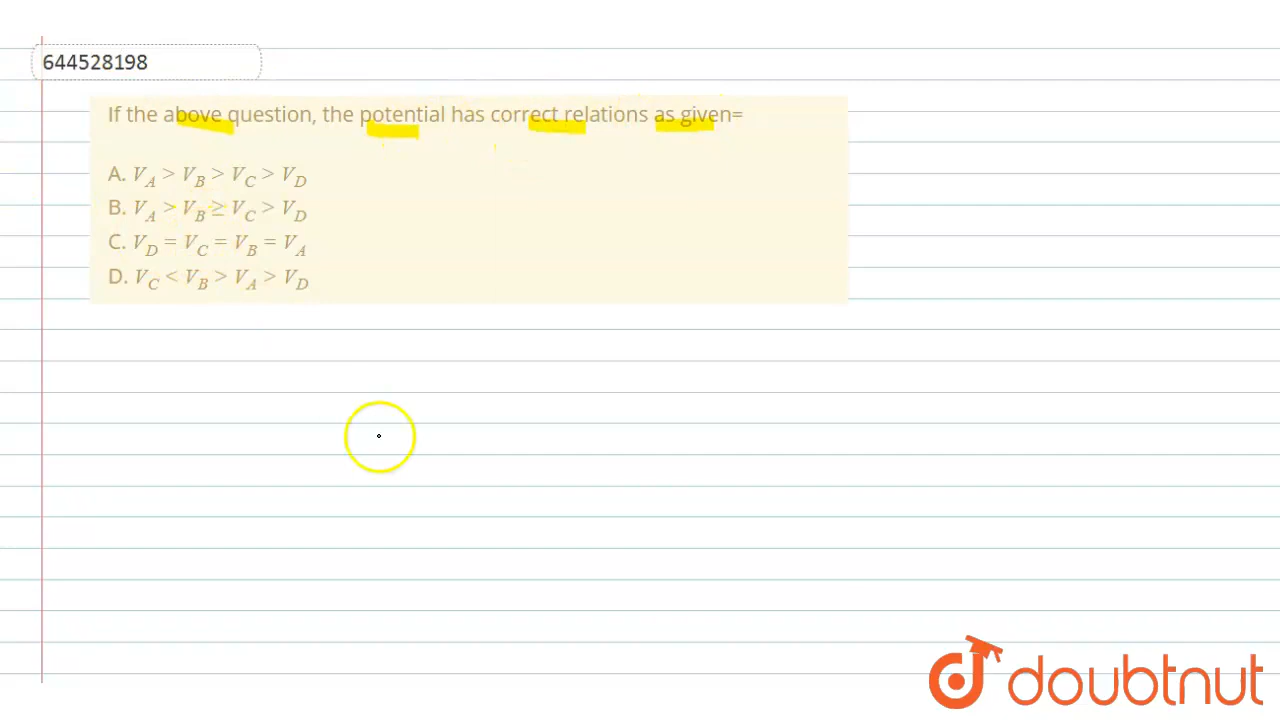 644528198
If the above question, the potential has correct relations as given=
A. V_A > V_B > V_C > V_D
B. V_A > V_B ≥ V_C > V_D
C. V_D = V_C = V_B = V_A
D. V_C < V_B > V_A > V_D
doubtnut